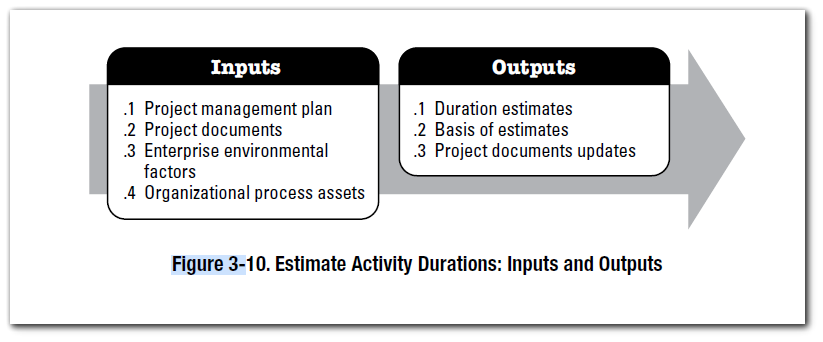 Inputs
.1 Project management plan
.2 Project documents
.3 Enterprise environmental
factors
.4 Organizational process assets
Outputs
.1 Duration estimates
.2 Basis of estimates
.3 Project documents updates
Figure 3-10. Estimate Activity Durations: Inputs and Outputs